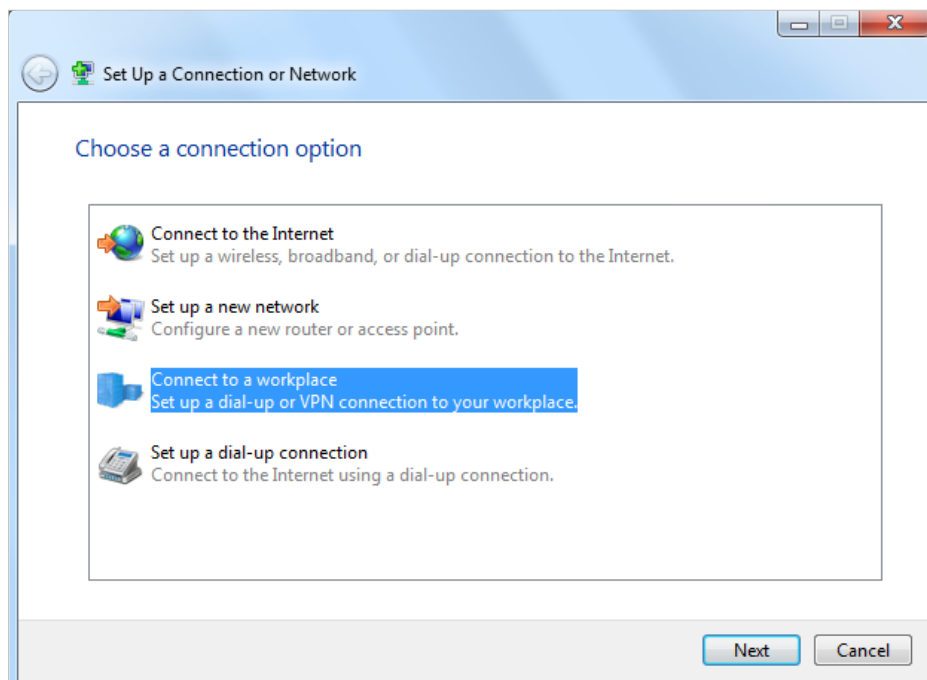 Set Up a Connection or Network
Choose a connection option
Connect to the Internet
Set up a wireless, broadband, or dial-up connection to the Internet.
Set up a new network
Configure a new router or access point.
Connect to a workplace
Set up a dial-up or VPN connection to your workplace.
Set up a dial-up connection
Connect to the Internet using a dial-up connection.
Next
Cancel